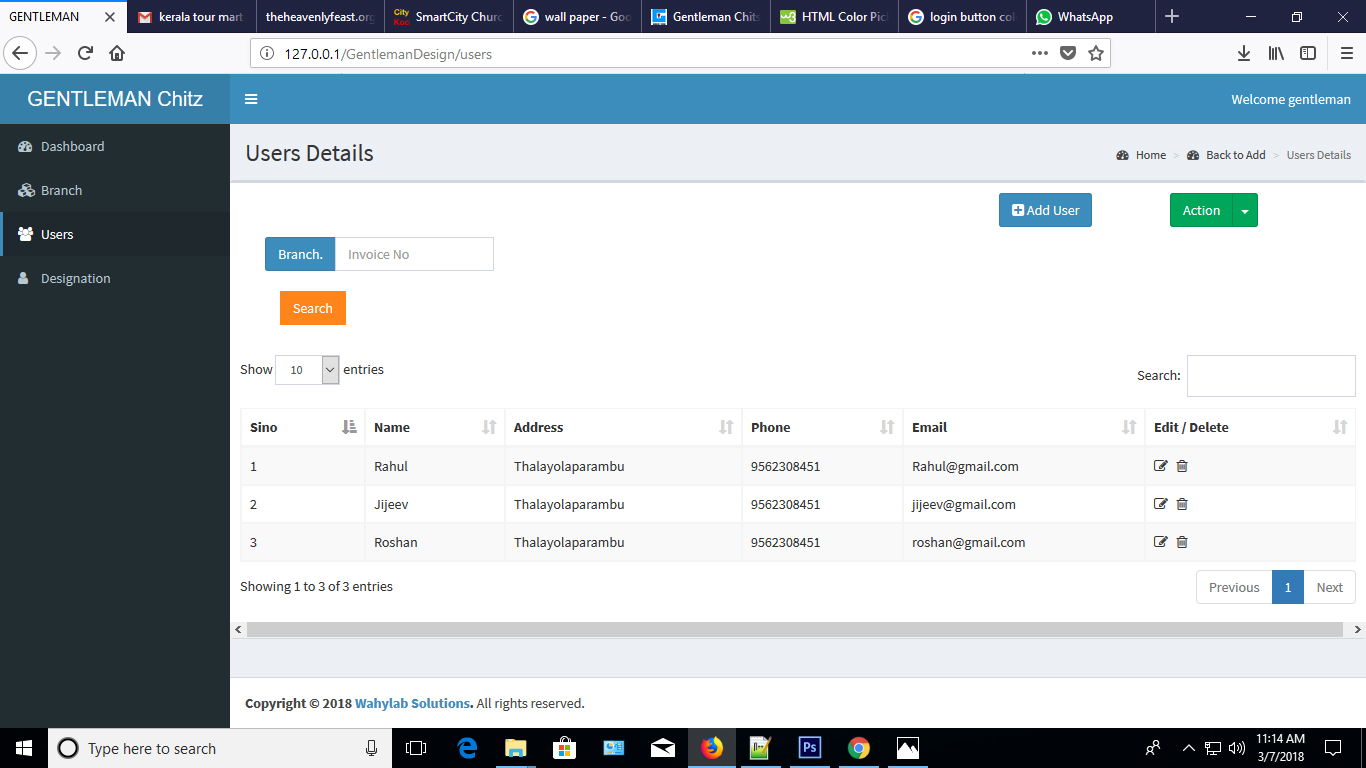 GENTLEMAN
kerala tour mart
theheavenlyfeast.org
City Koo SmartCity Churc
wall paper - Goo
Gentleman Chits
HTML Color Pic
login button col
WhatsApp
127.0.0.1/GentlemanDesign/users
GENTLEMAN Chitz
Welcome gentleman
Dashboard
Branch
Users
Designation
Users Details
Home > Back to Add > Users Details
Add User
Action
Branch. Invoice No
Search
Show 10 entries
Search:
Sino Name Address Phone Email Edit / Delete
1 Rahul Thalayolaparambu 9562308451 Rahul@gmail.com
2 Jijeev Thalayolaparambu 9562308451 jijeev@gmail.com
3 Roshan Thalayolaparambu 9562308451 roshan@gmail.com
Showing 1 to 3 of 3 entries
Previous 1 Next
Copyright © 2018 Wahylab Solutions. All rights reserved.
Type here to search
Ps
11:14 AM
3/7/2018